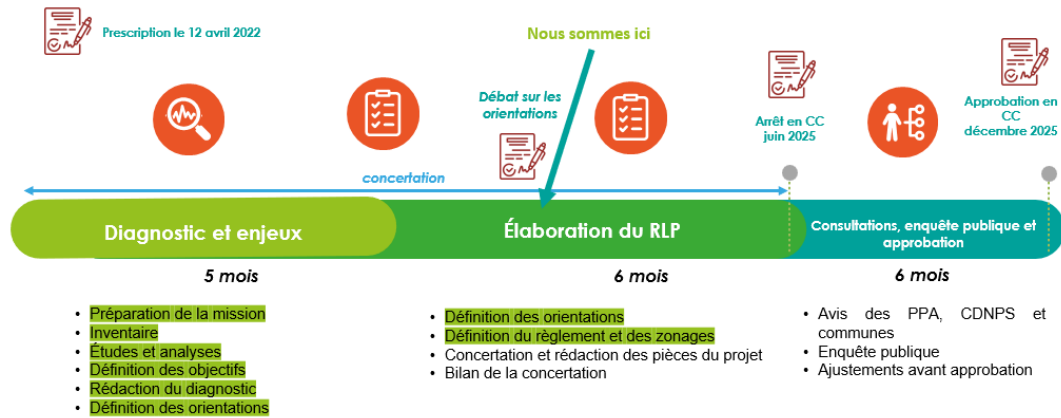 Prescription le 12 avril 2022
Nous sommes ici
Débat sur les
orientations
Arrêt en CC
juin 2025
Approbation en
CC
décembre 2025
concertation
Diagnostic et enjeux
Élaboration du RLP
Consultations, enquête publique et
approbation
5 mois
6 mois
6 mois
• Préparation de la mission
• Inventaire
• Études et analyses
• Définition des objectifs
• Rédaction du diagnostic
• Définition des orientations
• Définition des orientations
• Définition du règlement et des zonages
• Concertation et rédaction des pièces du projet
• Bilan de la concertation
• Avis des PPA, CDNPS et
communes
• Enquête publique
• Ajustements avant approbation